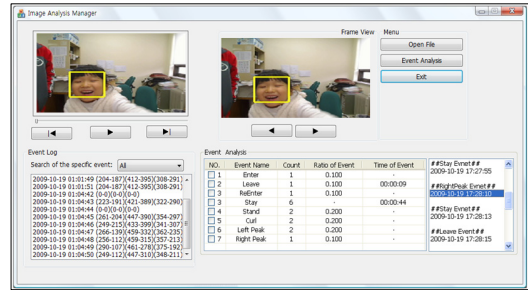 Image Analysis Manager
Frame View
Menu
Open File
Event Analysis
Exit
Event Log
Search of the specific event: All
2009-10-19 01:01:49 (204-187)(412-395)(308-291)
2009-10-19 01:01:51 (204-187)(412-395)(308-291)
2009-10-19 01:04:42 (0-0)(0-0)(0-0)
2009-10-19 01:04:43 (223-191)(421-389)(322-290)
2009-10-19 01:04:44 (0-0)(0-0)(0-0)
2009-10-19 01:04:45 (261-204)(447-390)(354-297)
2009-10-19 01:04:46 (249-215)(433-399)(341-307)
2009-10-19 01:04:47 (266-139)(459-332)(362-235)
2009-10-19 01:04:48 (256-112)(459-315)(357-213)
2009-10-19 01:04:49 (290-107)(461-278)(375-192)
2009-10-19 01:04:50 (249-112)(447-310)(348-211)
Event Analysis
NO. Event Name Count Ratio of Event Time of Event
1 Enter 1 0.100 -
2 Leave 1 0.100 00:00:09
3 ReEnter 1 0.100 -
3 Stay 6 - 00:00:44
4 Stand 2 0.200 -
5 Curl 2 0.200 -
6 Left Peak 2 0.200 -
7 Right Peak 1 0.100 -
##Stay Evnet##
2009-10-19 17:27:55
##RightPeak Evnet##
2009-10-19 17:28:10
##Stay Evnet##
2009-10-19 17:28:13
##Leave Event##
2009-10-19 17:28:15